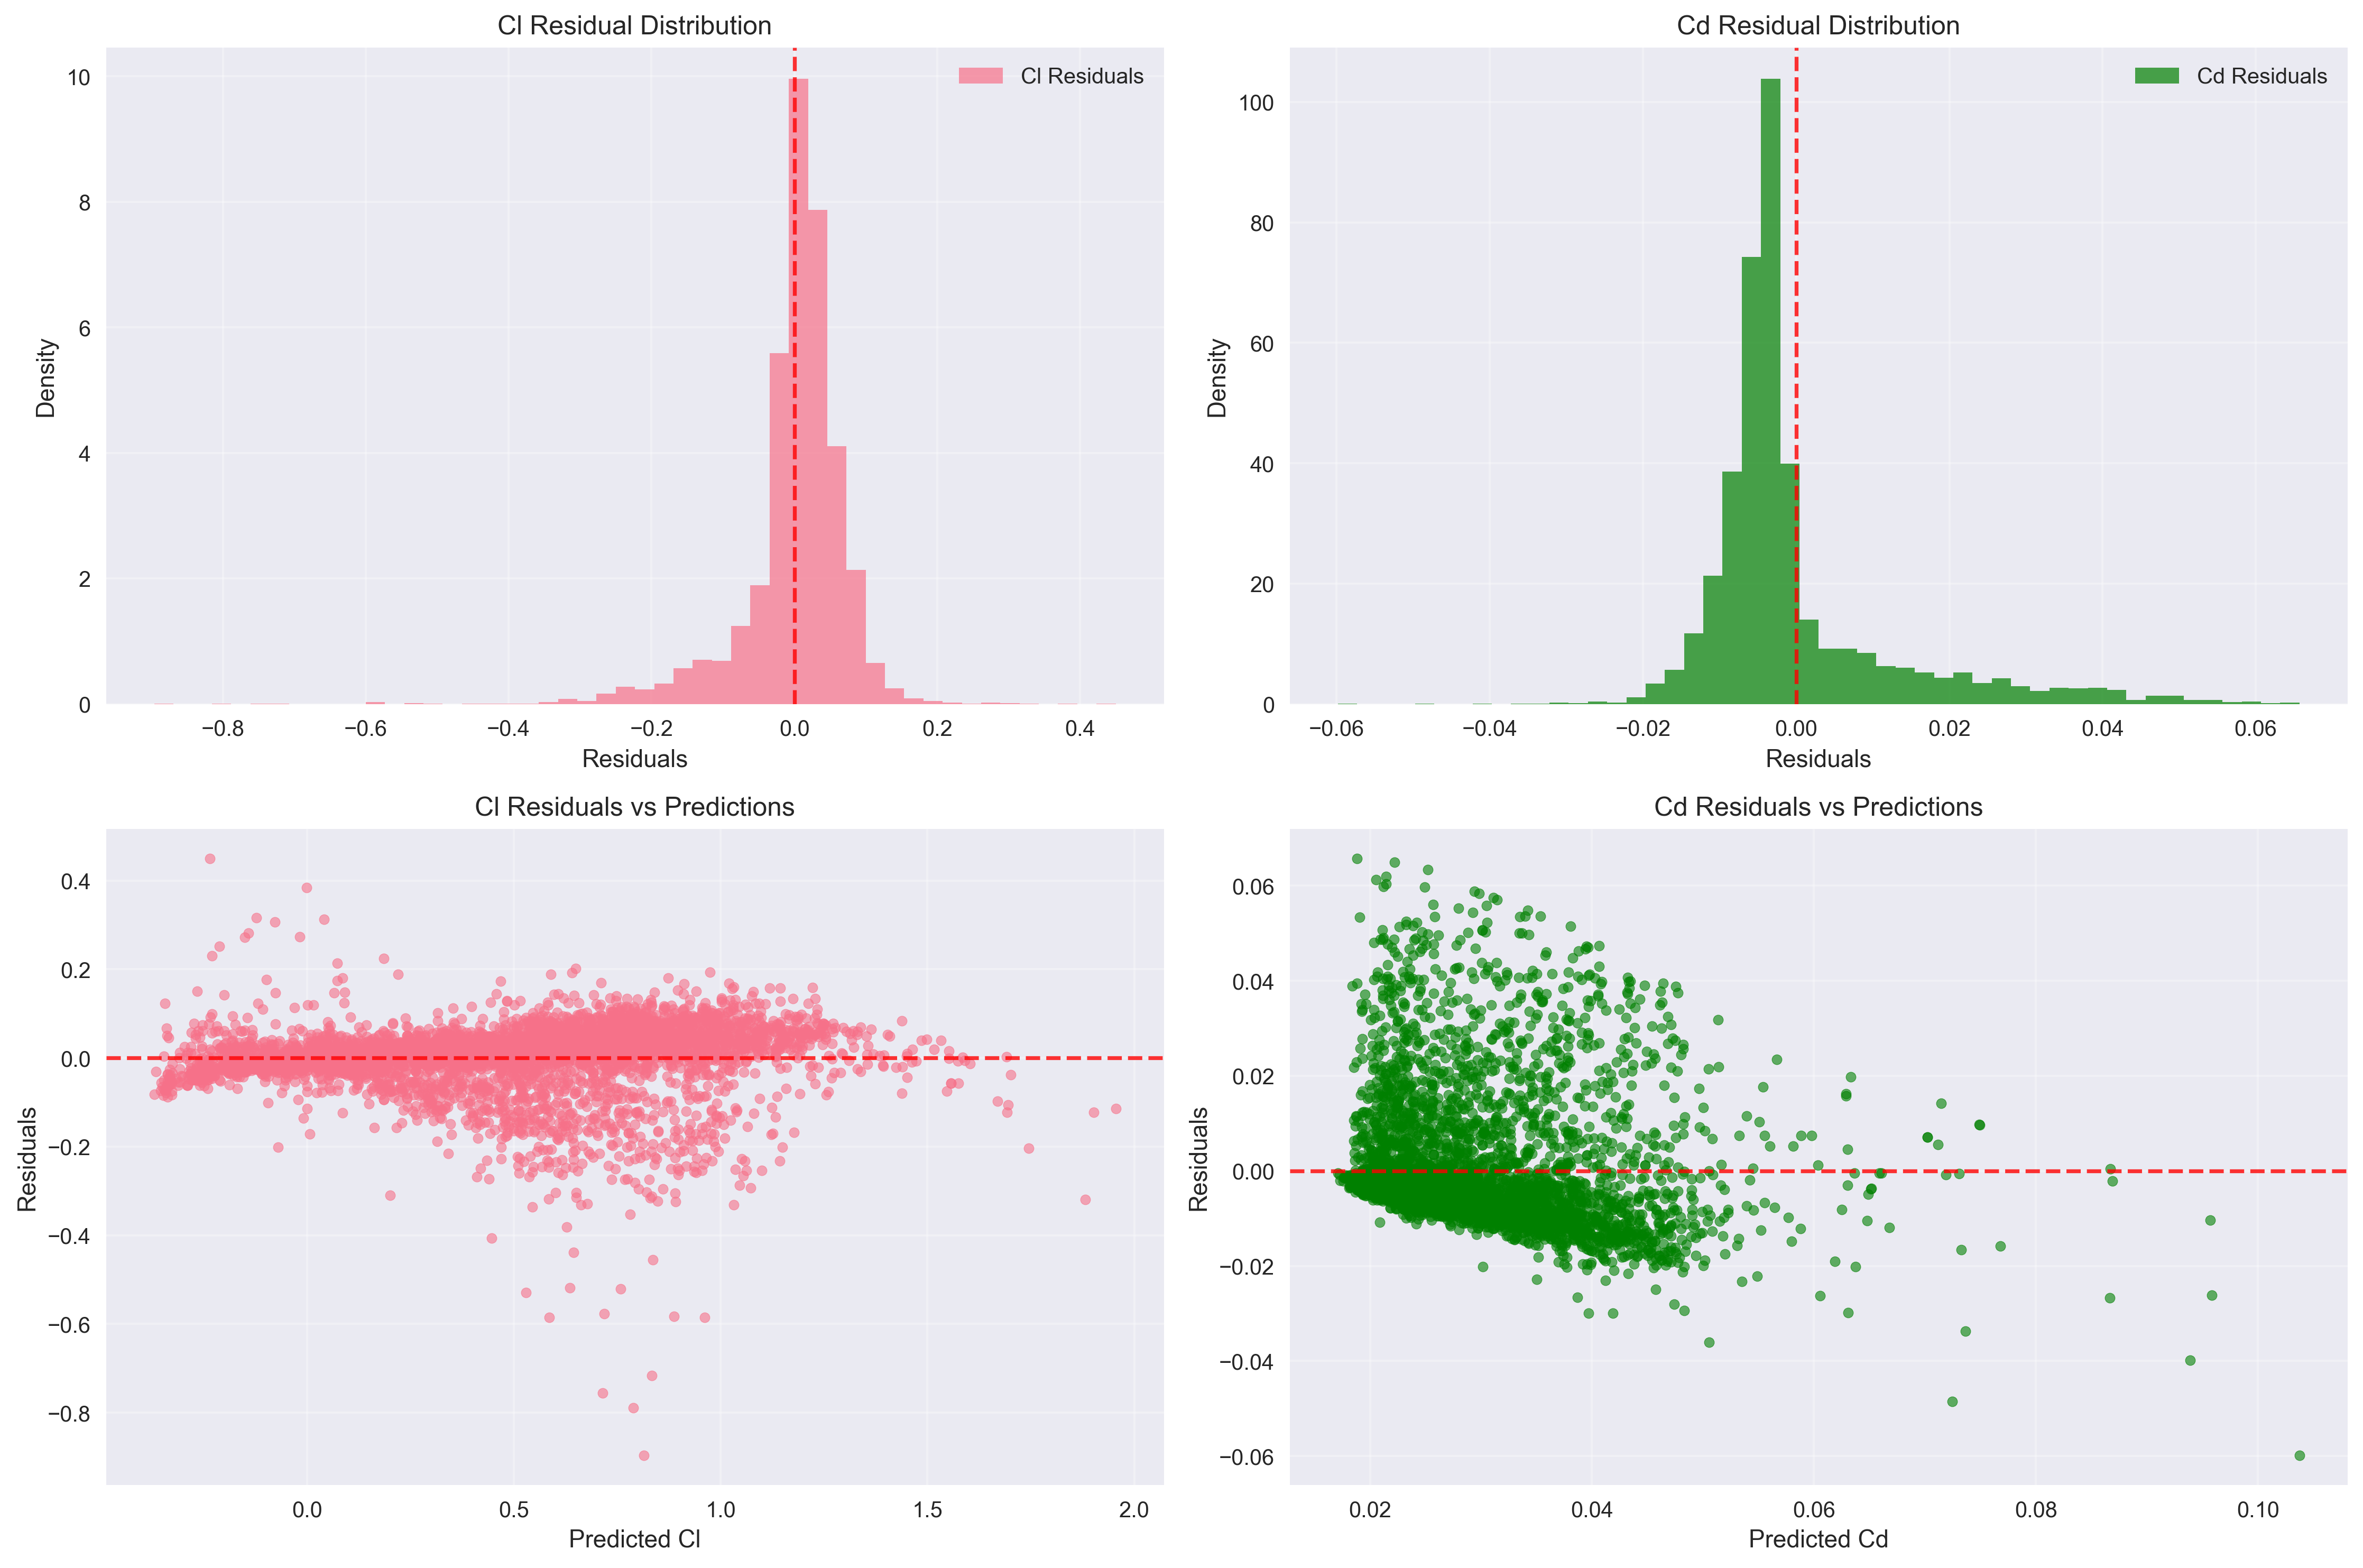 Cl Residual Distribution
Cl Residuals
10
8
6
4
2
0
Density
−0.8 −0.6 −0.4 −0.2 0.0 0.2 0.4
Residuals
Cd Residual Distribution
Cd Residuals
100
80
60
40
20
0
Density
−0.06 −0.04 −0.02 0.00 0.02 0.04 0.06
Residuals
Cl Residuals vs Predictions
0.4
0.2
0.0
−0.2
−0.4
−0.6
−0.8
Residuals
0.0 0.5 1.0 1.5 2.0
Predicted Cl
Cd Residuals vs Predictions
0.06
0.04
0.02
0.00
−0.02
−0.04
−0.06
Residuals
0.02 0.04 0.06 0.08 0.10
Predicted Cd